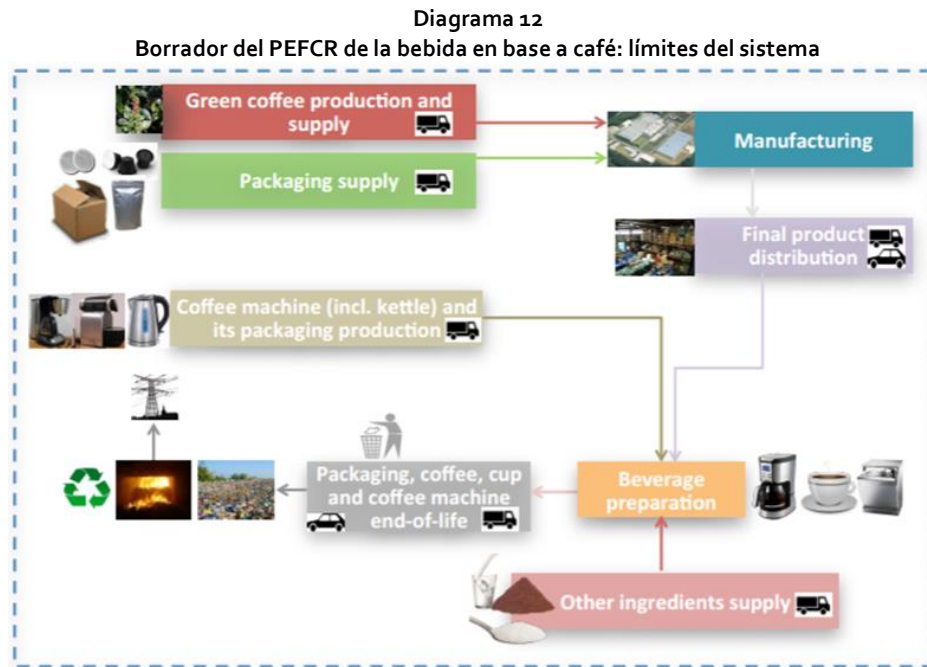 Diagrama 12
Borrador del PEFCR de la bebida en base a café: límites del sistema
Green coffee production and
supply
Manufacturing
Packaging supply
Final product
distribution
Coffee machine (incl. kettle) and
its packaging production
Packaging, coffee, cup
and coffee machine
end-of-life
Beverage
preparation
Other ingredients supply